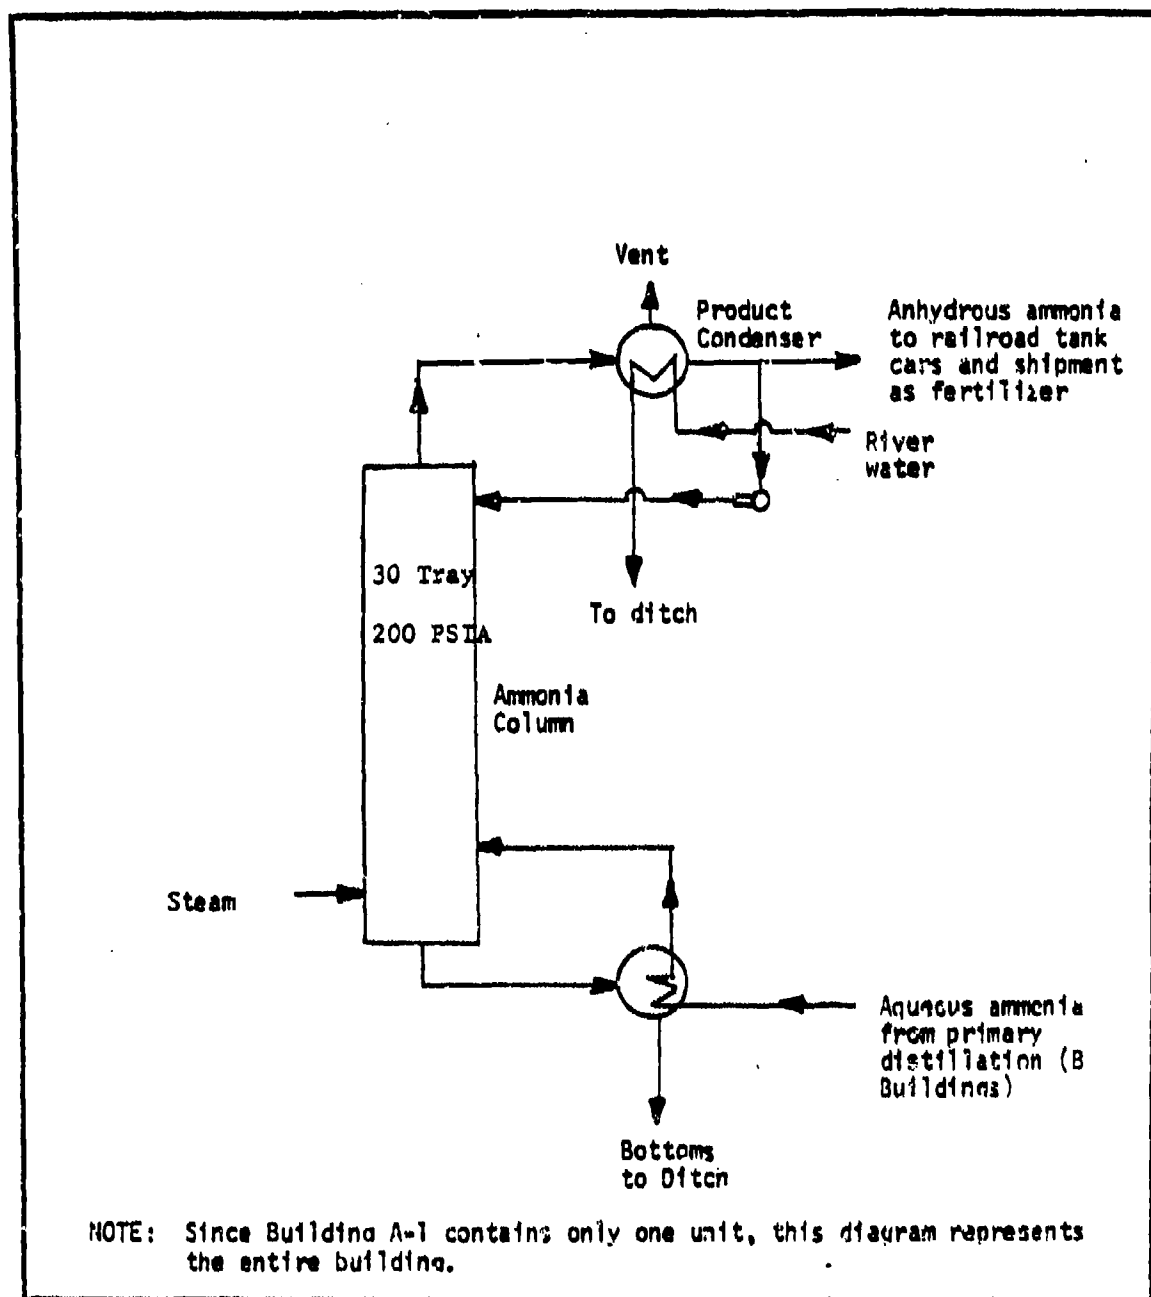 Vent
Product
Condenser
Anhydrous ammonia
to railroad tank
cars and shipment
as fertilizer
River
water
30 Tray
200 PSIA
To ditch
Ammonia
Column
Steam
Aqueous ammonia
from primary
distillation (B
Buildings)
Bottoms
to Ditch
NOTE: Since Building A-1 contains only one unit, this diagram represents
the entire building.